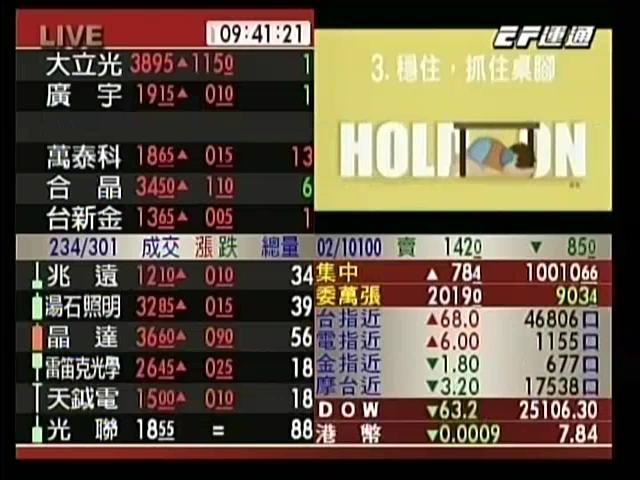 LIVE 09:41:21
EF運通
3. 穩住，抓住桌腳
HOLD ON
大立光 3895 ▲ 1150 1
廣宇 1915 ▲ 010 1
萬泰科 1865 ▲ 015 13
合晶 3450 ▲ 110 6
台新金 1365 ▲ 005 1
234/301 成交 漲跌 總量
兆遠 1210 ▲ 010 34
湯石照明 3285 ▲ 015 39
晶達 3660 ▲ 090 56
雷笛克光學 2645 ▲ 025 18
天鉞電 1500 ▲ 010 18
光聯 1855 = 88
02/10100 賣 1420 ▼ 850
集中 ▲ 784 1001066
委萬張 20190 9034
台指近 ▲68.0 46806口
電指近 ▲6.00 1155口
金指近 ▼1.80 677口
摩台近 ▼3.20 17538口
DOW ▼63.2 25106.30
港幣 ▼0.0009 7.84